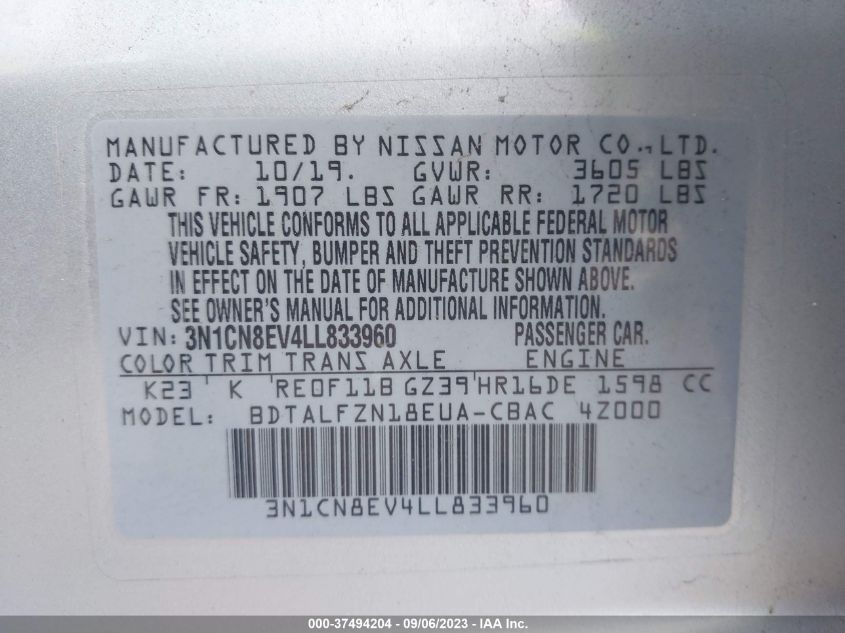 MANUFACTURED BY NISSAN MOTOR CO., LTD.
DATE: 10/19. GVWR: 3605 LBS
GAWR FR: 1907 LBS GAWR RR: 1720 LBS
THIS VEHICLE CONFORMS TO ALL APPLICABLE FEDERAL MOTOR
VEHICLE SAFETY, BUMPER AND THEFT PREVENTION STANDARDS
IN EFFECT ON THE DATE OF MANUFACTURE SHOWN ABOVE.
SEE OWNER'S MANUAL FOR ADDITIONAL INFORMATION.
VIN: 3N1CN8EV4LL833960 PASSENGER CAR.
COLOR TRIM TRANS AXLE ENGINE
K23 K RE0F11B GZ39 HR16DE 1598 CC
MODEL: BDTALFZN18EUA-CBAC 4Z000
3N1CN8EV4LL833960
000-37494204 - 09/06/2023 - IAA Inc.